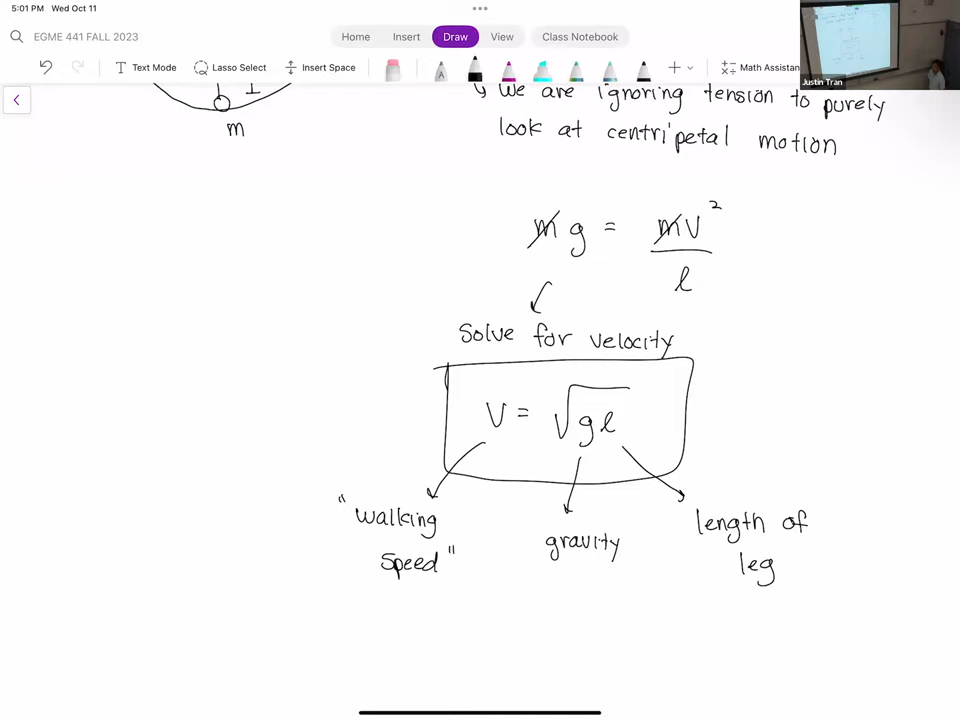 5:01 PM Wed Oct 11
EGME 441 FALL 2023
Home Insert Draw View Class Notebook
Text Mode Lasso Select Insert Space Math Assistan
Justin Tran
m
↳ We are ignoring tension to purely
look at centripetal motion
mg = mv²/l
Solve for velocity
V = √gl
"walking
speed"
gravity
length of
leg